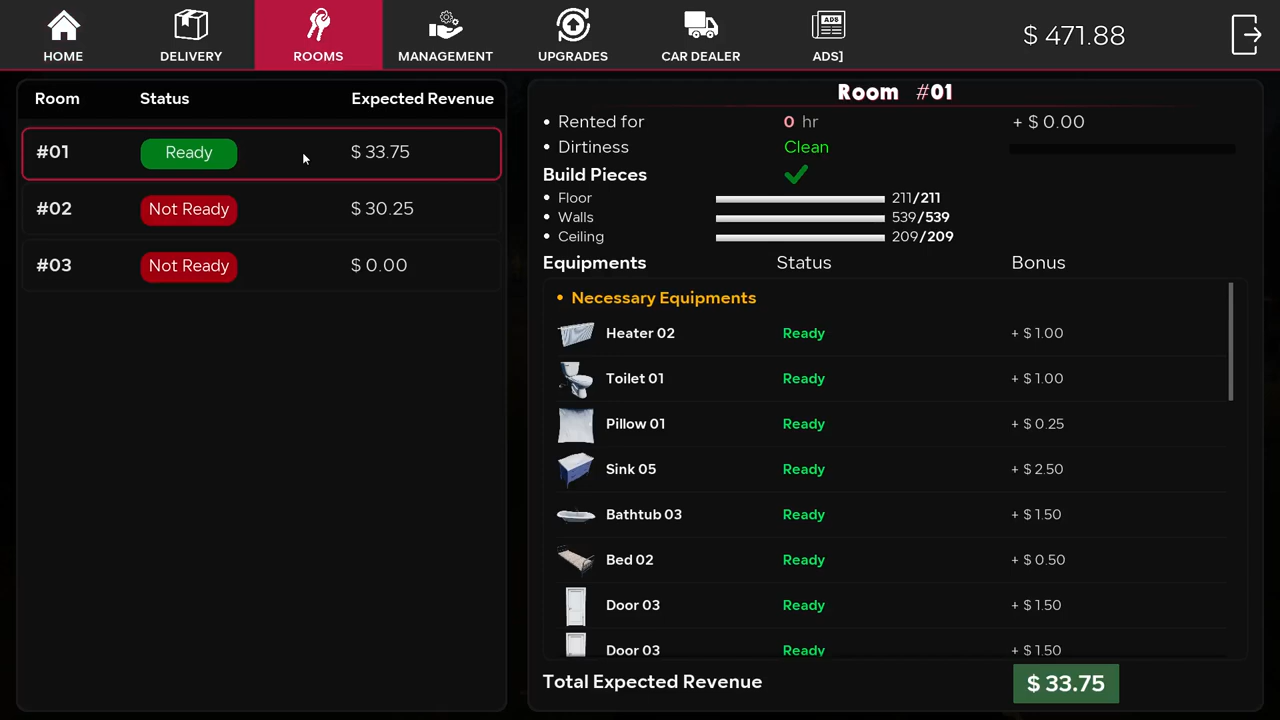 HOME DELIVERY ROOMS MANAGEMENT UPGRADES CAR DEALER ADS] $ 471.88
ADS
Room Status Expected Revenue
#01 Ready $ 33.75
#02 Not Ready $ 30.25
#03 Not Ready $ 0.00
Room #01
• Rented for 0 hr + $ 0.00
• Dirtiness Clean
Build Pieces
• Floor 211/211
• Walls 539/539
• Ceiling 209/209
Equipments Status Bonus
• Necessary Equipments
Heater 02 Ready + $ 1.00
Toilet 01 Ready + $ 1.00
Pillow 01 Ready + $ 0.25
Sink 05 Ready + $ 2.50
Bathtub 03 Ready + $ 1.50
Bed 02 Ready + $ 0.50
Door 03 Ready + $ 1.50
Door 03 Ready + $ 1.50
Total Expected Revenue $ 33.75